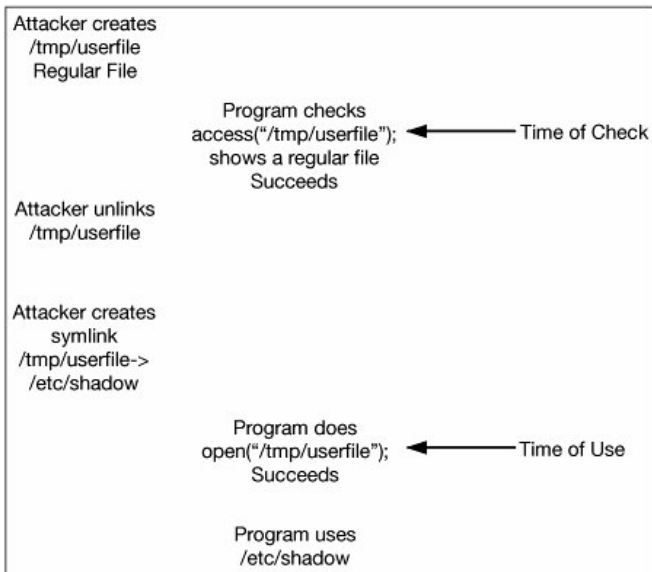 Attacker creates
/tmp/userfile
Regular File
Program checks
access(“/tmp/userfile”);
shows a regular file
Succeeds
Time of Check
Attacker unlinks
/tmp/userfile
Attacker creates
symlink
/tmp/userfile->
/etc/shadow
Program does
open(“/tmp/userfile”);
Succeeds
Time of Use
Program uses
/etc/shadow